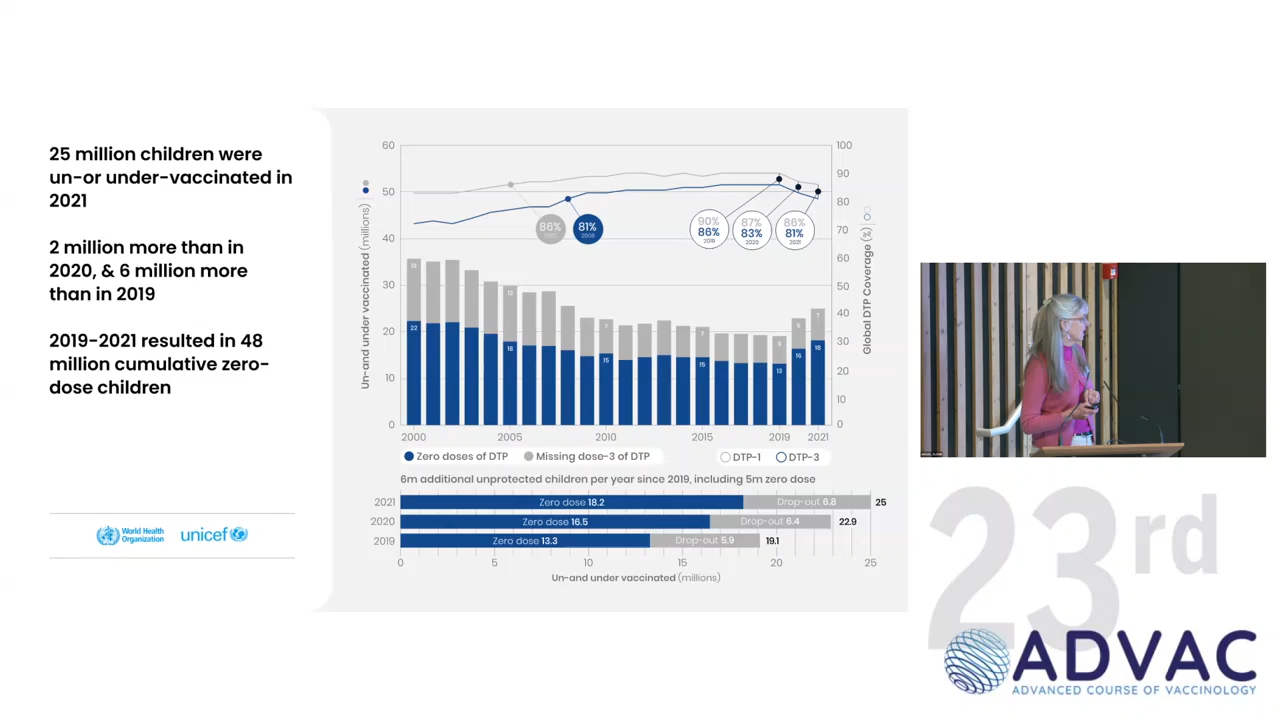 25 million children were
un-or under-vaccinated in
2021
2 million more than in
2020, & 6 million more
than in 2019
2019-2021 resulted in 48
million cumulative zero-
dose children
World Health
Organization
unicef
Un-and under vaccinated (millions)
60
50
40
30
20
10
0
100
90
80
70
60
50
40
30
20
10
0
Global DTP Coverage (%)
86%
81%
2008
90%
86%
2019
87%
83%
2020
86%
81%
2021
13
22
12
18
7
15
7
15
6
13
16
7
18
2000
2005
2010
2015
2019
2021
Zero doses of DTP
Missing dose-3 of DTP
DTP-1
DTP-3
6m additional unprotected children per year since 2019, including 5m zero dose
2021 Zero dose 18.2 Drop-out 6.8 25
2020 Zero dose 16.5 Drop-out 6.4 22.9
2019 Zero dose 13.3 Drop-out 5.9 19.1
0 5 10 15 20 25
Un-and under vaccinated (millions)
23rd
ADVAC
ADVANCED COURSE OF VACCINOLOGY